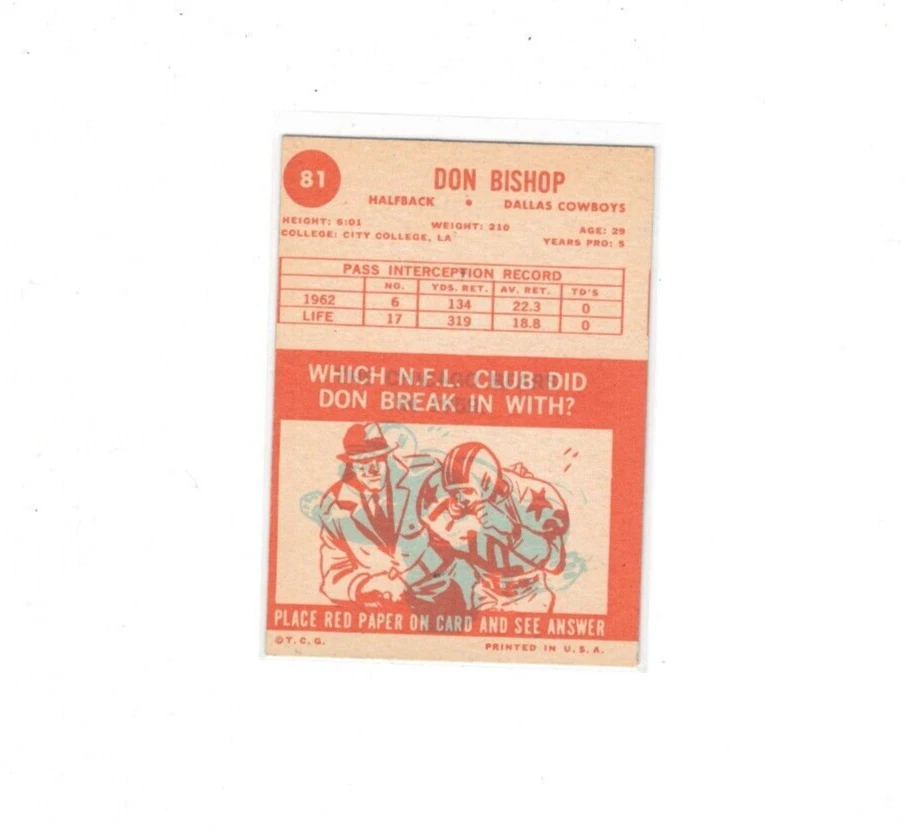 81
DON BISHOP
HALFBACK • DALLAS COWBOYS
HEIGHT: 6:01 WEIGHT: 210 AGE: 29
COLLEGE: CITY COLLEGE, LA YEARS PRO: 5
PASS INTERCEPTION RECORD
NO. YDS. RET. AV. RET. TD'S
1962 6 134 22.3 0
LIFE 17 319 18.8 0
WHICH N.F.L. CLUB DID
DON BREAK IN WITH?
PLACE RED PAPER ON CARD AND SEE ANSWER
©T.C.G. PRINTED IN U.S.A.